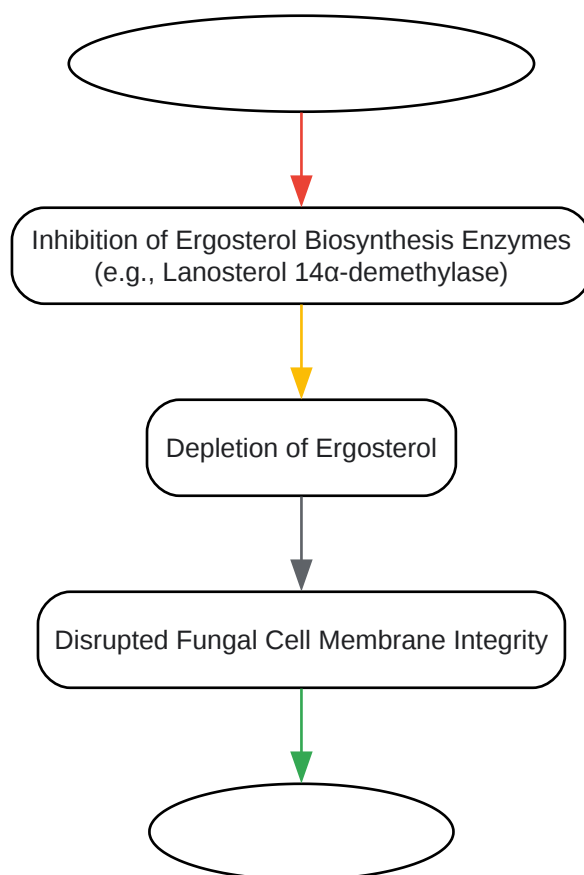 Inhibition of Ergosterol Biosynthesis Enzymes
(e.g., Lanosterol 14α-demethylase)
Depletion of Ergosterol
Disrupted Fungal Cell Membrane Integrity